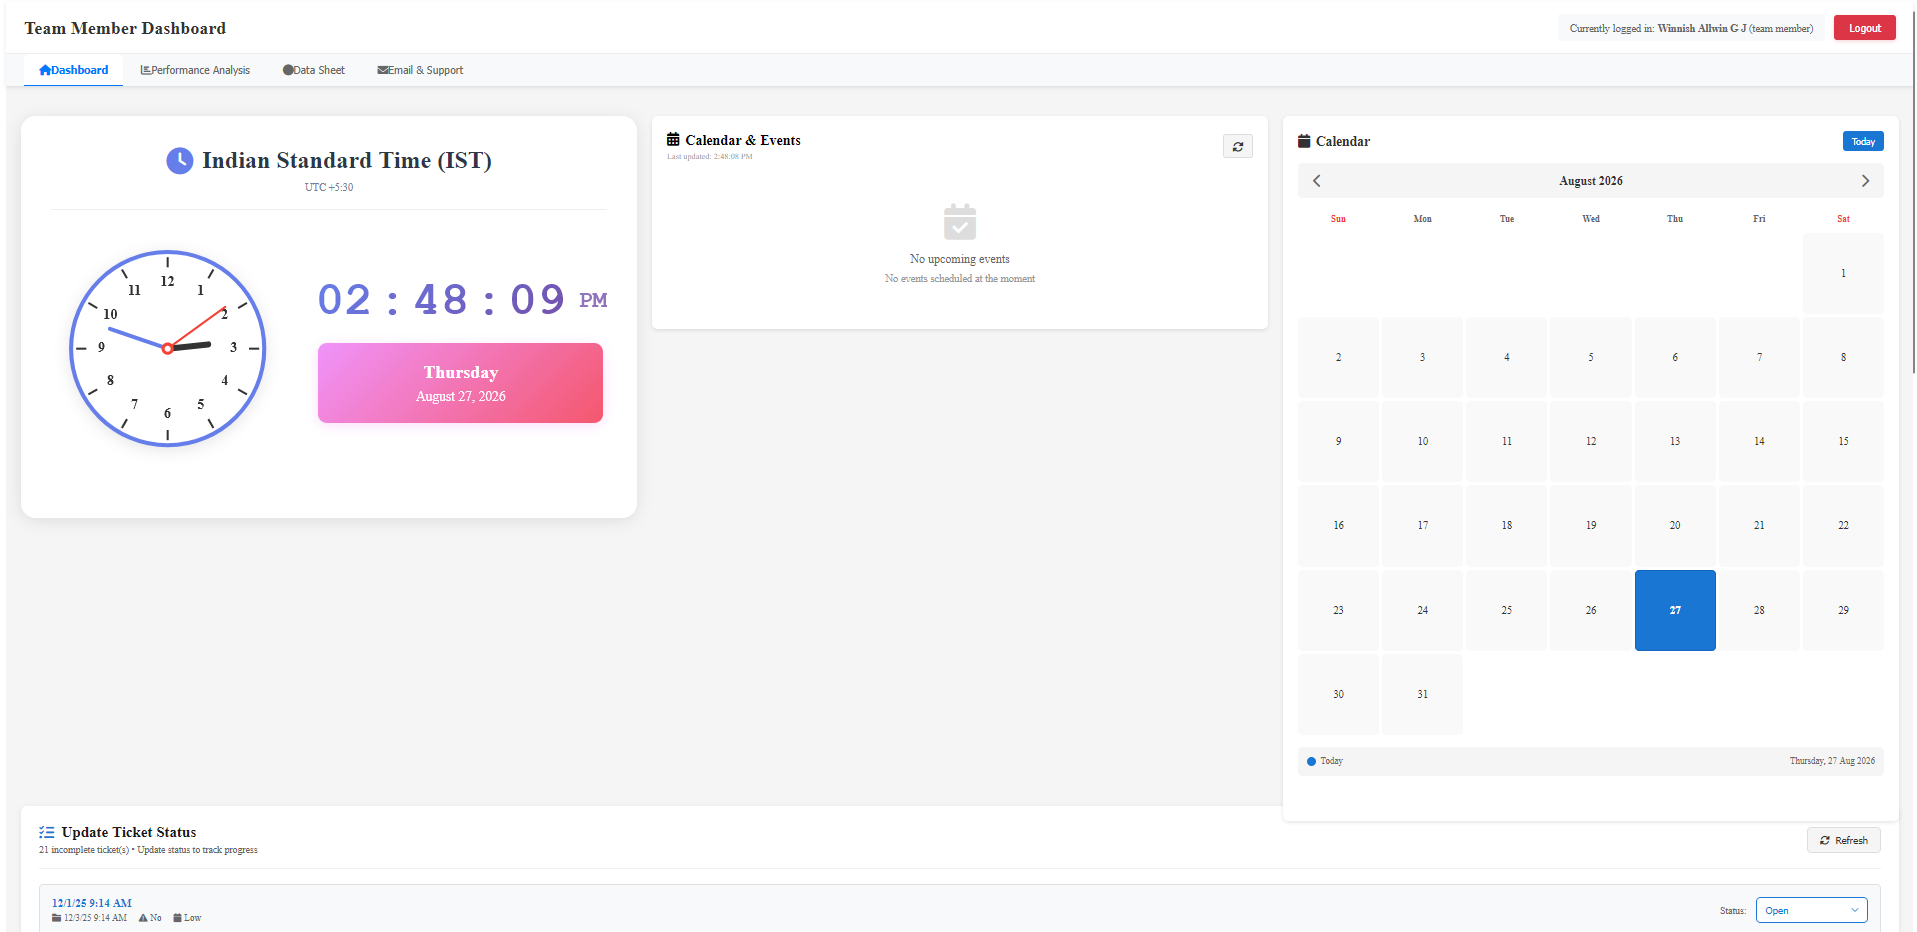 Team Member Dashboard
Currently logged in: Winnish Allwin G J (team member)
Logout
Dashboard
Performance Analysis
Data Sheet
Email & Support
Indian Standard Time (IST)
UTC +5:30
12
1
2
3
4
5
6
7
8
9
10
11
02 : 48 : 09 PM
Thursday
August 27, 2026
Calendar & Events
Last updated: 2:48:08 PM
No upcoming events
No events scheduled at the moment
Calendar
Today
August 2026
Sun Mon Tue Wed Thu Fri Sat
1
2 3 4 5 6 7 8
9 10 11 12 13 14 15
16 17 18 19 20 21 22
23 24 25 26 27 28 29
30 31
Today
Thursday, 27 Aug 2026
Update Ticket Status
21 incomplete ticket(s) • Update status to track progress
Refresh
12/1/25 9:14 AM
12/3/25 9:14 AM No Low
Status: Open